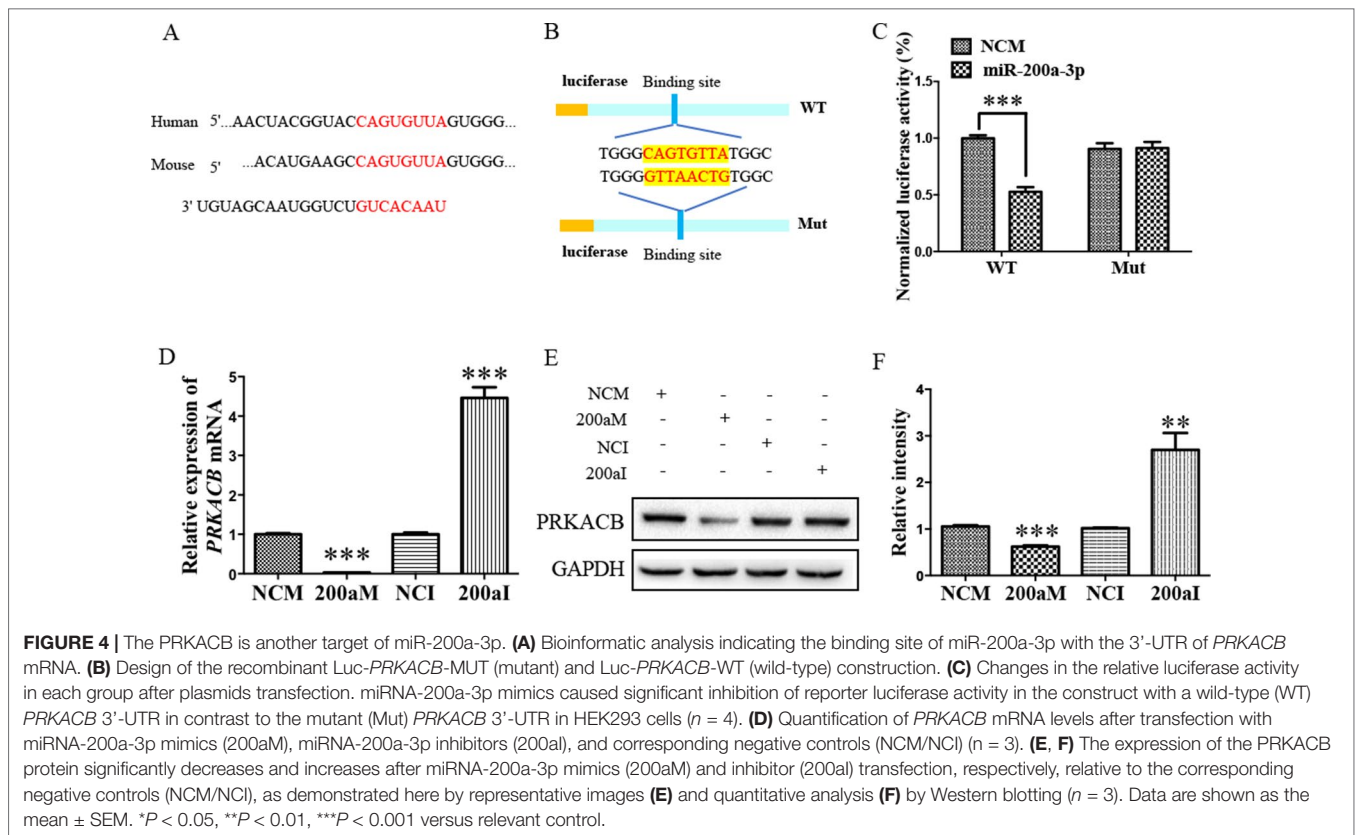 A
Human 5'...AACUACGGUACCAGUGUUAGUGGG...
Mouse 5' ...ACAUGAAGCCAGUGUUAGUGGG...
3' UGUAGCAAUGGUCUGUCACAAU
B
luciferase Binding site
WT
TGGGCAGTGTTATGGC
TGGGGTTAACTGTGGC
Mut
luciferase Binding site
C
NCM
miR-200a-3p
Normalized luciferase activity (%)
1.5
1.0
0.5
0.0
***
WT Mut
D
Relative expression of
PRKACB mRNA
5
4
3
2
1
0
***
***
NCM 200aM NCI 200aI
E
NCM + - - -
200aM - + - -
NCI - - + -
200aI - - - +
PRKACB
GAPDH
F
Relative intensity
4
3
2
1
0
***
**
NCM 200aM NCI 200aI
FIGURE 4 | The PRKACB is another target of miR-200a-3p. (A) Bioinformatic analysis indicating the binding site of miR-200a-3p with the 3’-UTR of PRKACB
mRNA. (B) Design of the recombinant Luc-PRKACB-MUT (mutant) and Luc-PRKACB-WT (wild-type) construction. (C) Changes in the relative luciferase activity
in each group after plasmids transfection. miRNA-200a-3p mimics caused significant inhibition of reporter luciferase activity in the construct with a wild-type (WT)
PRKACB 3’-UTR in contrast to the mutant (Mut) PRKACB 3’-UTR in HEK293 cells (n = 4). (D) Quantification of PRKACB mRNA levels after transfection with
miRNA-200a-3p mimics (200aM), miRNA-200a-3p inhibitors (200aI), and corresponding negative controls (NCM/NCI) (n = 3). (E, F) The expression of the PRKACB
protein significantly decreases and increases after miRNA-200a-3p mimics (200aM) and inhibitor (200aI) transfection, respectively, relative to the corresponding
negative controls (NCM/NCI), as demonstrated here by representative images (E) and quantitative analysis (F) by Western blotting (n = 3). Data are shown as the
mean ± SEM. *P < 0.05, **P < 0.01, ***P < 0.001 versus relevant control.